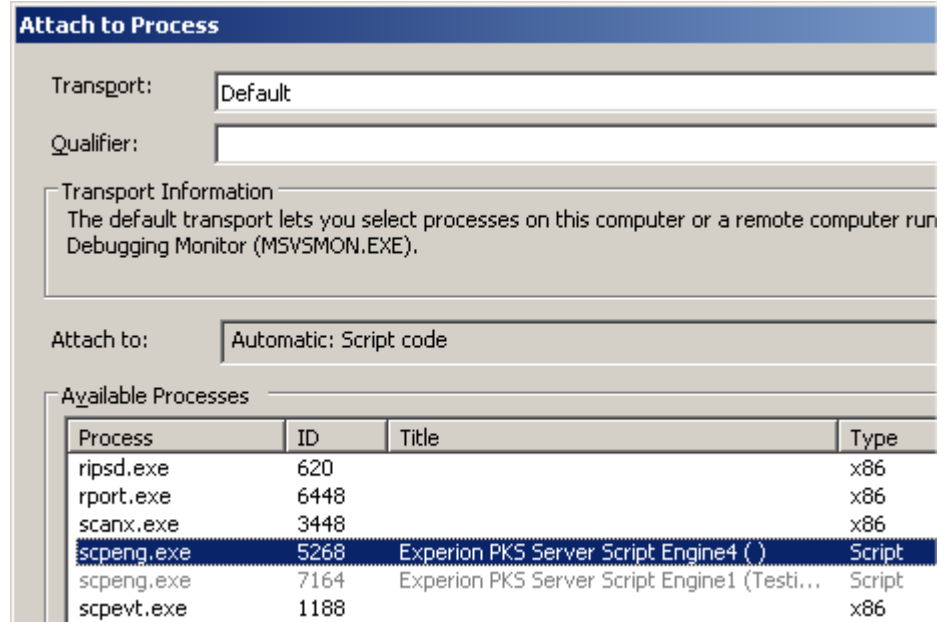 Attach to Process
Transport: Default
Qualifier:
Transport Information
The default transport lets you select processes on this computer or a remote computer run
Debugging Monitor (MSVSMON.EXE).
Attach to: Automatic: Script code
Available Processes
Process ID Title Type
ripsd.exe 620 x86
rport.exe 6448 x86
scanx.exe 3448 x86
scpeng.exe 5268 Experion PKS Server Script Engine4 ( ) Script
scpeng.exe 7164 Experion PKS Server Script Engine1 (Testi... Script
scpevt.exe 1188 x86